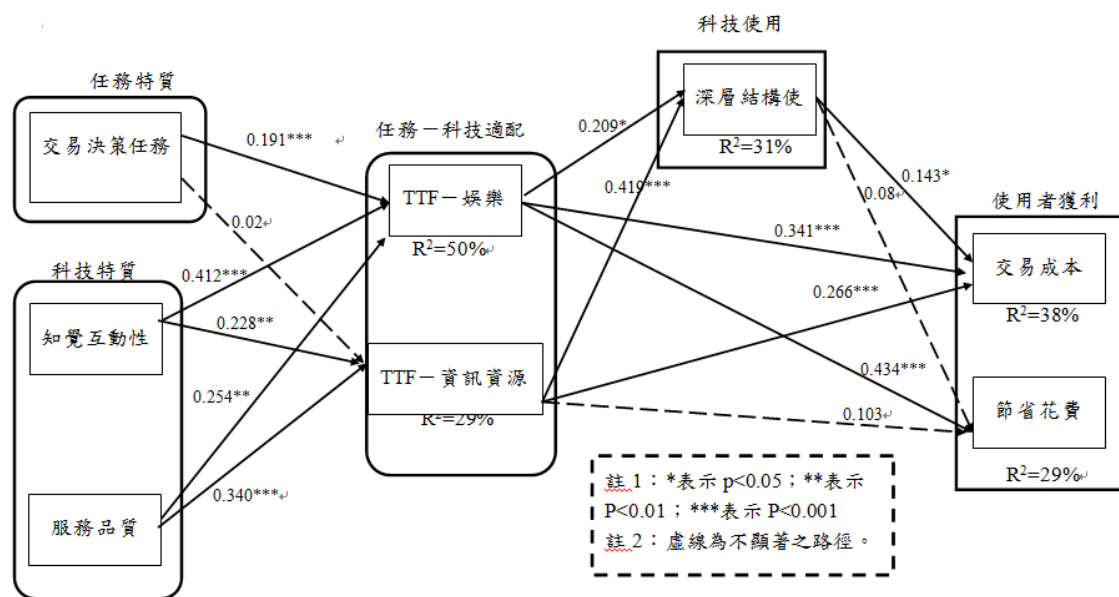 科技使用
任務特質
深層結構使
R²=31%
交易決策任務
0.191***
任務－科技適配
0.209*
TTF－娛樂
R²=50%
0.419***
0.08
0.143*
使用者獲利
0.02
0.341***
交易成本
R²=38%
科技特質
0.412***
知覺互動性
0.228**
0.266***
TTF－資訊資源
R²=29%
0.254**
0.434***
0.103
節省花費
R²=29%
0.340***
服務品質
註1：*表示 p<0.05；**表示
P<0.01；***表示 P<0.001
註2：虛線為不顯著之路徑。